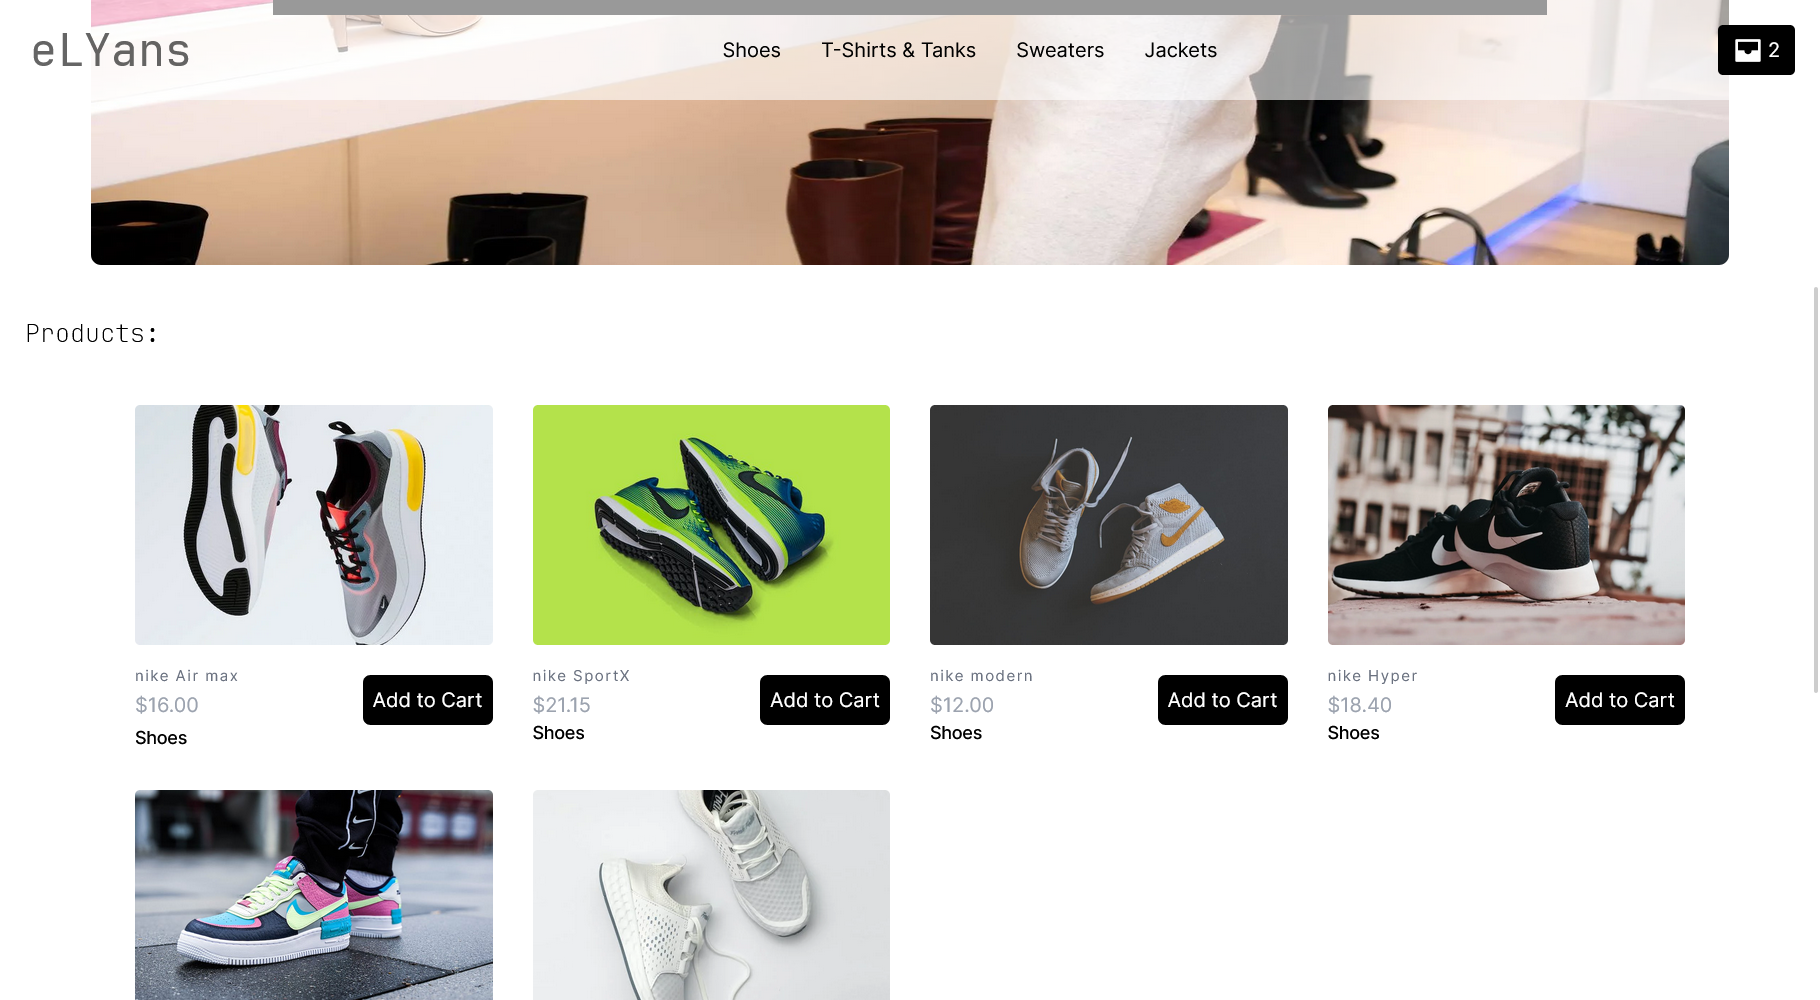 eLYans
Shoes
T-Shirts & Tanks
Sweaters
Jackets
2
Products:
nike Air max
$16.00
Shoes
Add to Cart
nike SportX
$21.15
Shoes
Add to Cart
nike modern
$12.00
Shoes
Add to Cart
nike Hyper
$18.40
Shoes
Add to Cart